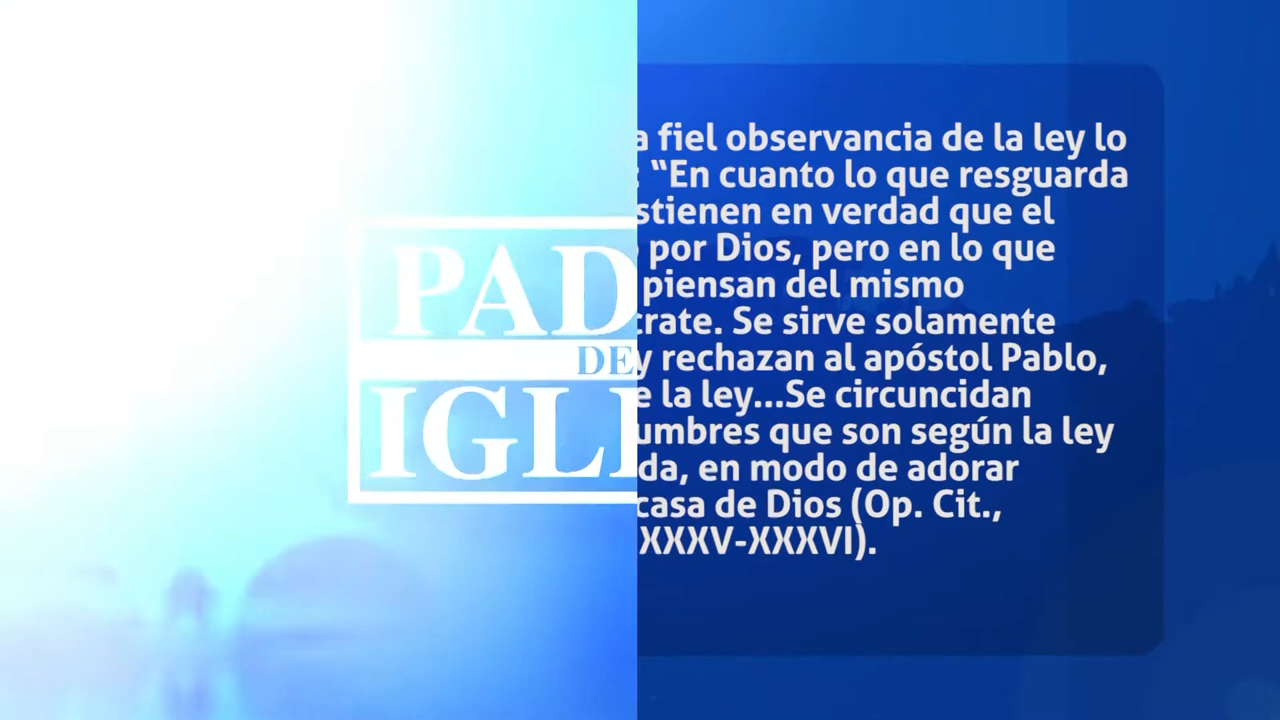 PAD
DE
IGL
a fiel observancia de la ley lo
: “En cuanto lo que resguarda
stienen en verdad que el
por Dios, pero en lo que
piensan del mismo
crate. Se sirve solamente
y rechazan al apóstol Pablo,
e la ley...Se circuncidan
umbres que son según la ley
da, en modo de adorar
casa de Dios (Op. Cit.,
XXXV-XXXVI).